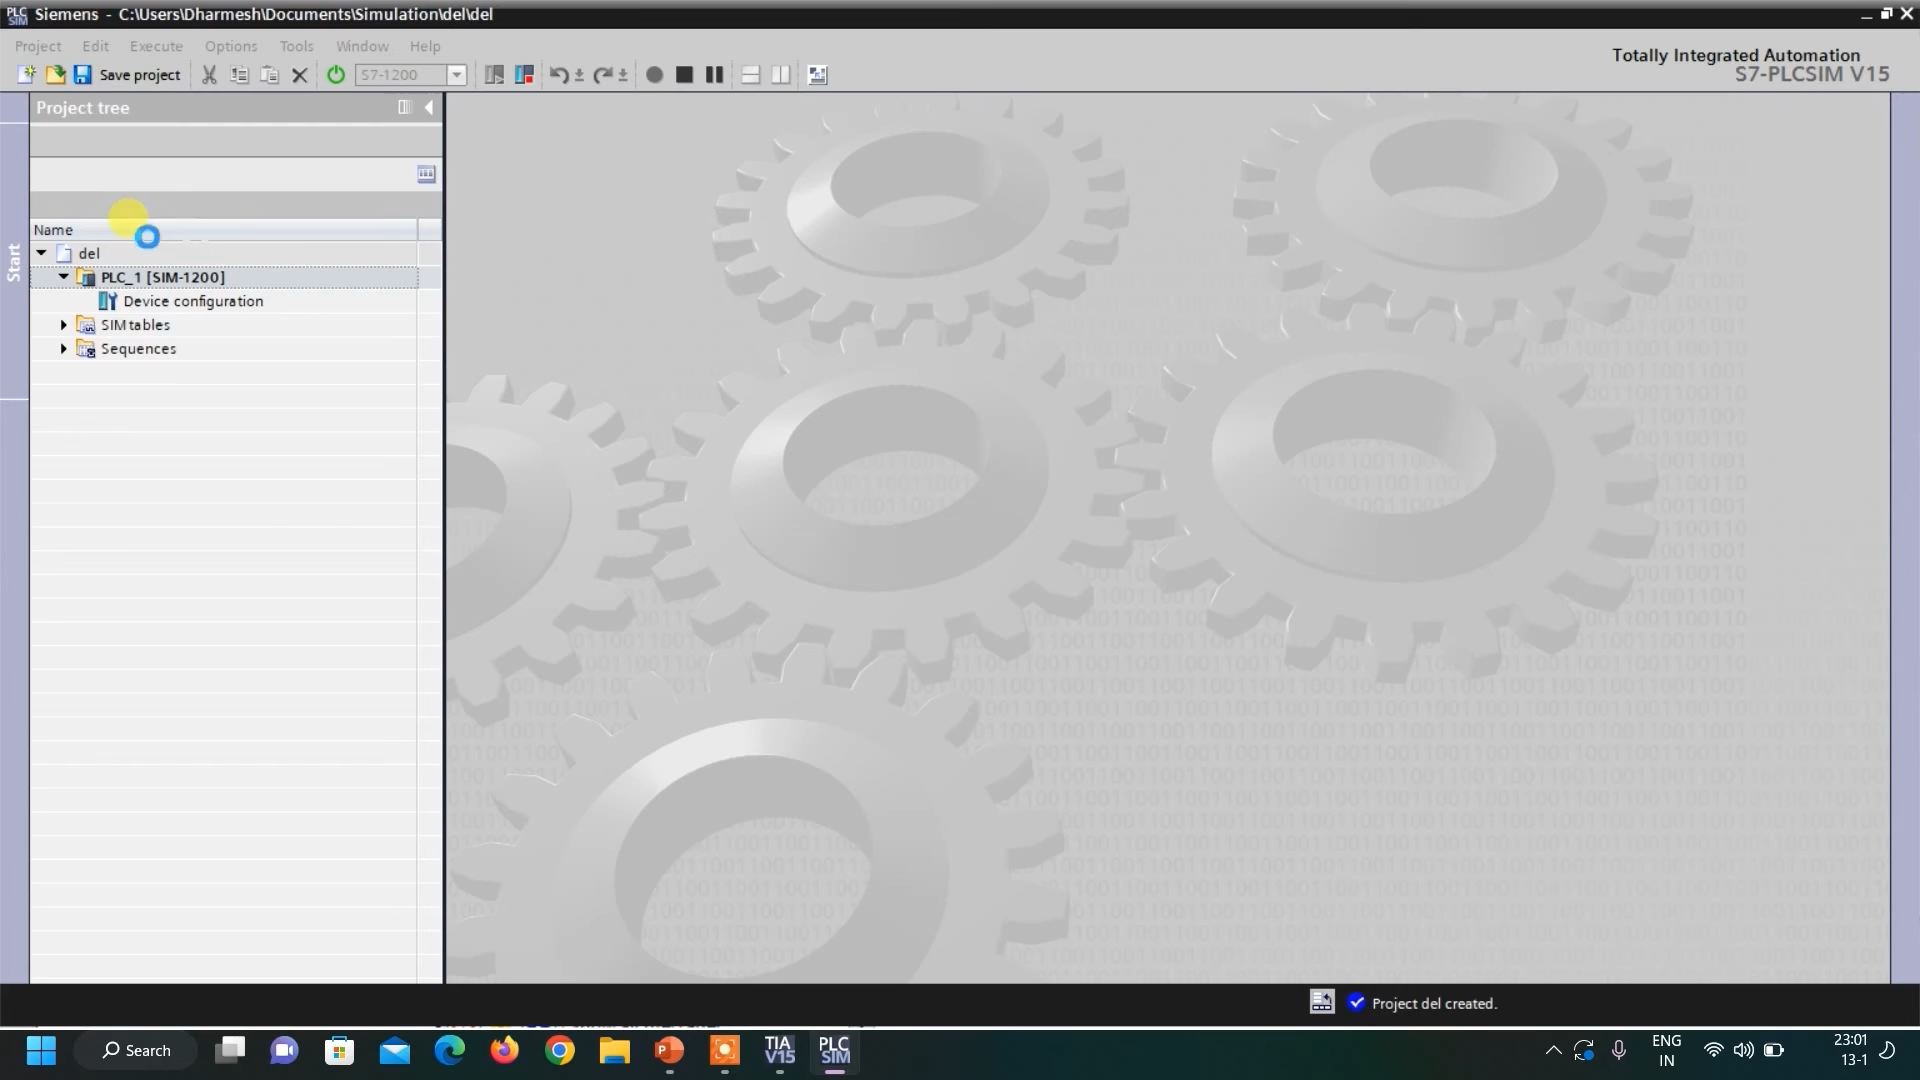 PLC SIM Siemens - C:\Users\Dharmesh\Documents\Simulation\del\del
Project Edit Execute Options Tools Window Help
Totally Integrated Automation
S7-PLCSIM V15
Save project S7-1200
Project tree
Start
Name
del
PLC_1 [SIM-1200]
Device configuration
SIM tables
Sequences
Project del created.
Search
TIA V15
PLC SIM
ENG
IN
23:01
13-1